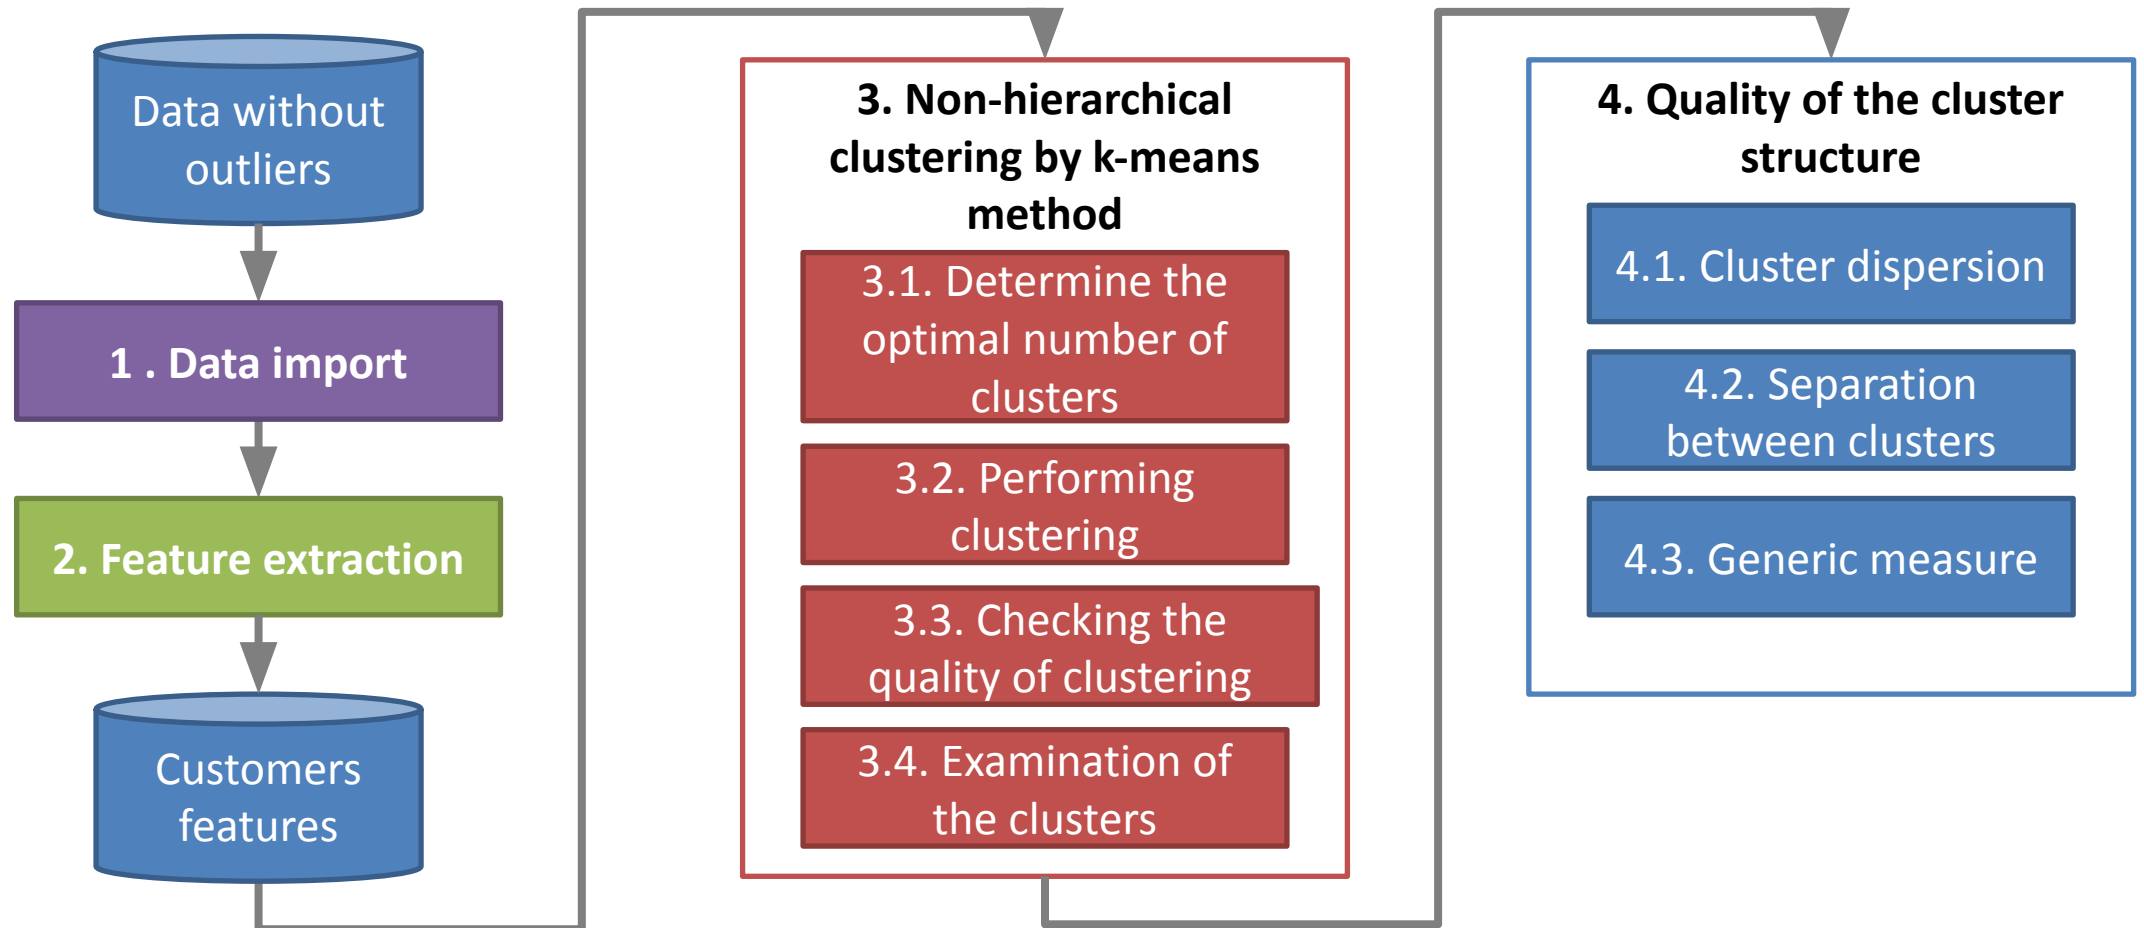 Data without
outliers
1 . Data import
2. Feature extraction
Customers
features
3. Non-hierarchical
clustering by k-means
method
3.1. Determine the
optimal number of
clusters
3.2. Performing
clustering
3.3. Checking the
quality of clustering
3.4. Examination of
the clusters
4. Quality of the cluster
structure
4.1. Cluster dispersion
4.2. Separation
between clusters
4.3. Generic measure